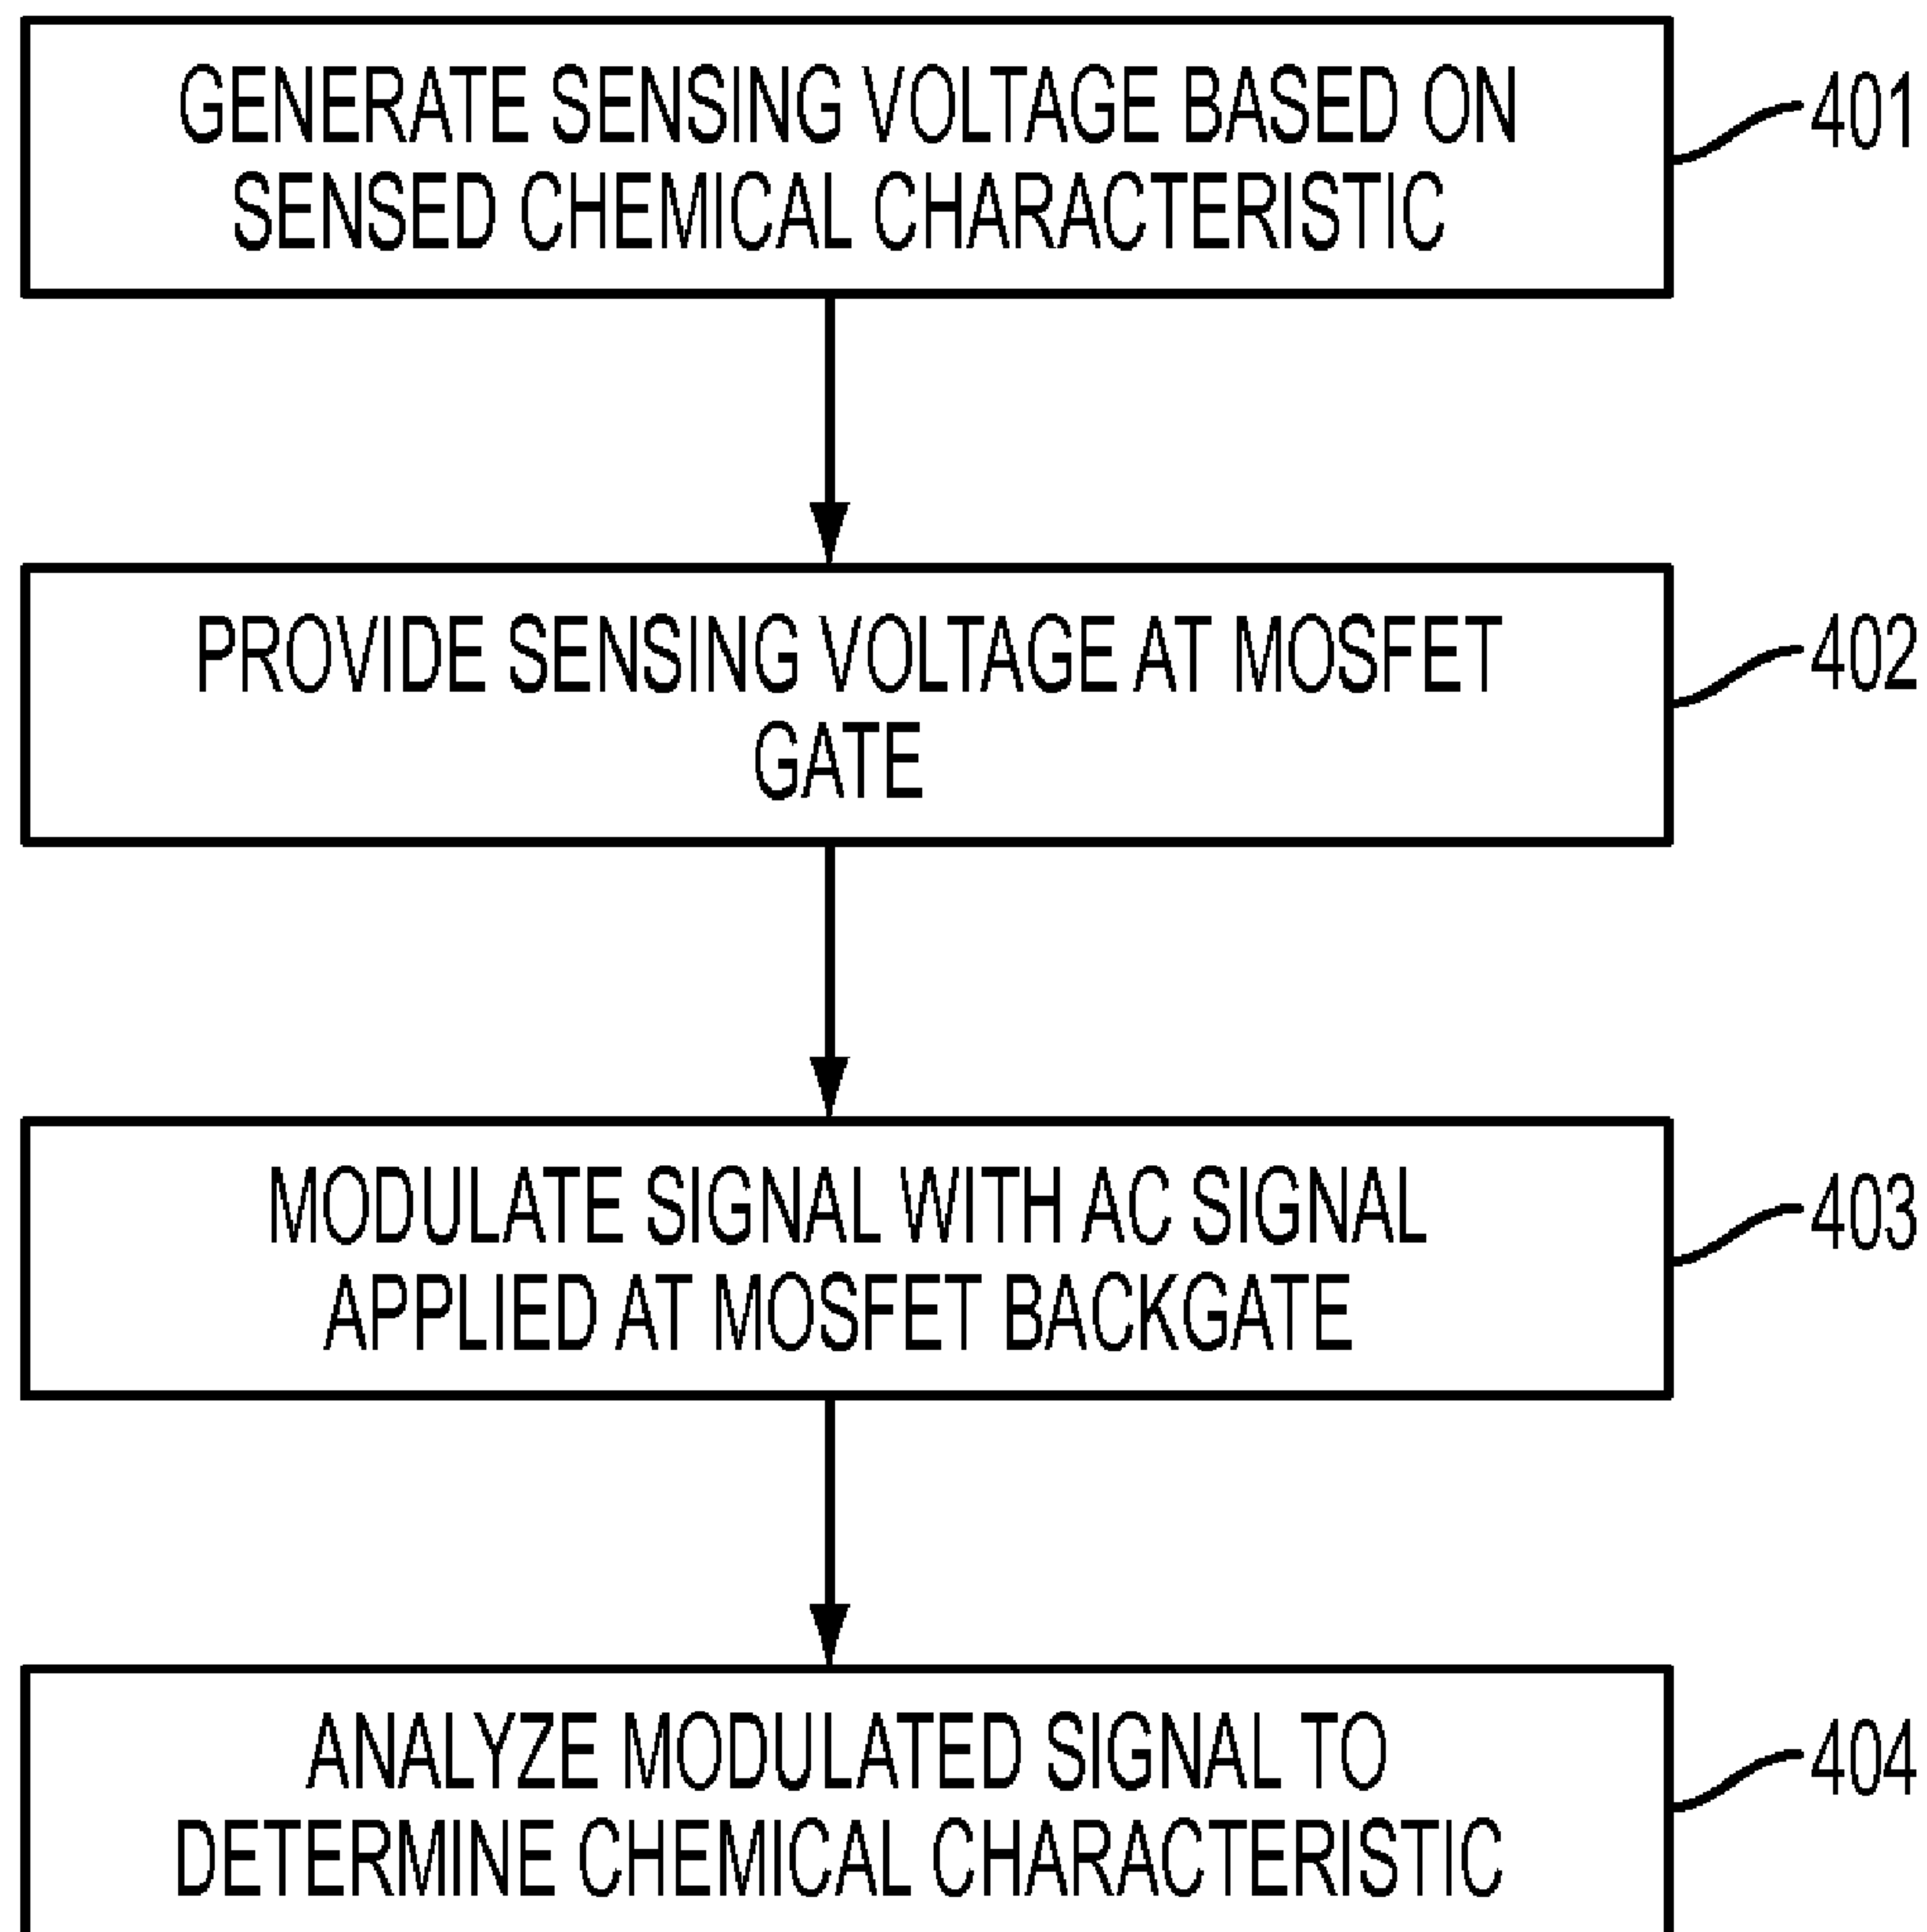 GENERATE SENSING VOLTAGE BASED ON
SENSED CHEMICAL CHARACTERISTIC
401
PROVIDE SENSING VOLTAGE AT MOSFET
GATE
402
MODULATE SIGNAL WITH AC SIGNAL
APPLIED AT MOSFET BACKGATE
403
ANALYZE MODULATED SIGNAL TO
DETERMINE CHEMICAL CHARACTERISTIC
404